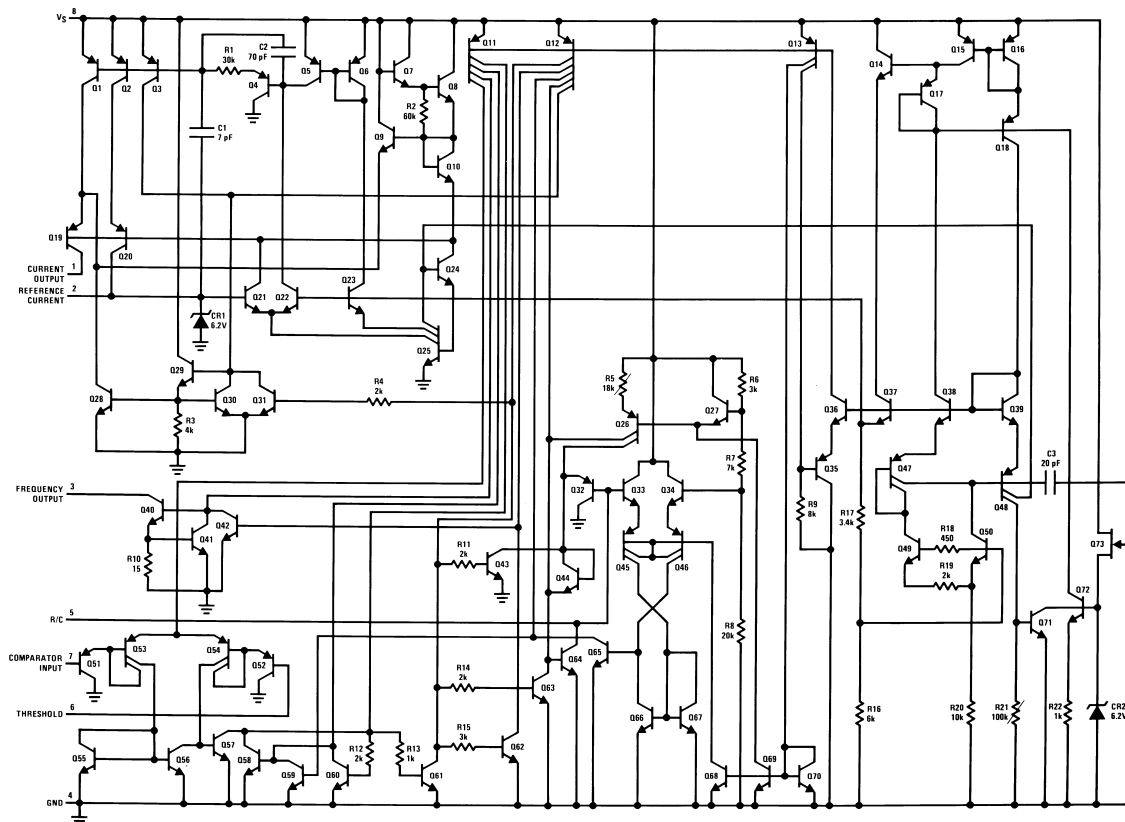 VS 8
Q11
Q12
Q13
Q15
Q16
R1
30k
C2
70 pF
Q5
Q6
Q7
Q8
Q14
Q1
Q2
Q3
Q4
R2
60k
Q17
C1
7 pF
Q9
Q10
Q18
Q19
Q20
CURRENT
OUTPUT
1
REFERENCE
CURRENT
2
Q21
Q22
Q23
Q24
CR1
6.2V
Q25
Q29
R4
2k
R5
18k
R6
3k
Q28
Q30
Q31
Q26
Q27
Q36
Q37
Q38
Q39
R3
4k
R7
7k
Q35
Q47
C3
20 pF
FREQUENCY
OUTPUT
3
Q32
Q33
Q34
Q48
Q40
Q41
Q42
R9
8k
R17
3.4k
R18
450
Q50
Q49
Q73
R10
15
R11
2k
Q43
Q44
Q45
Q46
R19
2k
R/C
5
R8
20k
Q71
Q72
COMPARATOR
INPUT
7
Q51
Q53
Q54
Q52
Q65
Q64
THRESHOLD
6
R14
2k
Q63
Q66
Q67
R16
6k
R20
10k
R21
100k
R22
1k
CR2
6.2V
Q55
Q56
Q57
Q58
Q59
Q60
R12
2k
R13
1k
Q61
R15
3k
Q62
Q68
Q69
Q70
GND 4